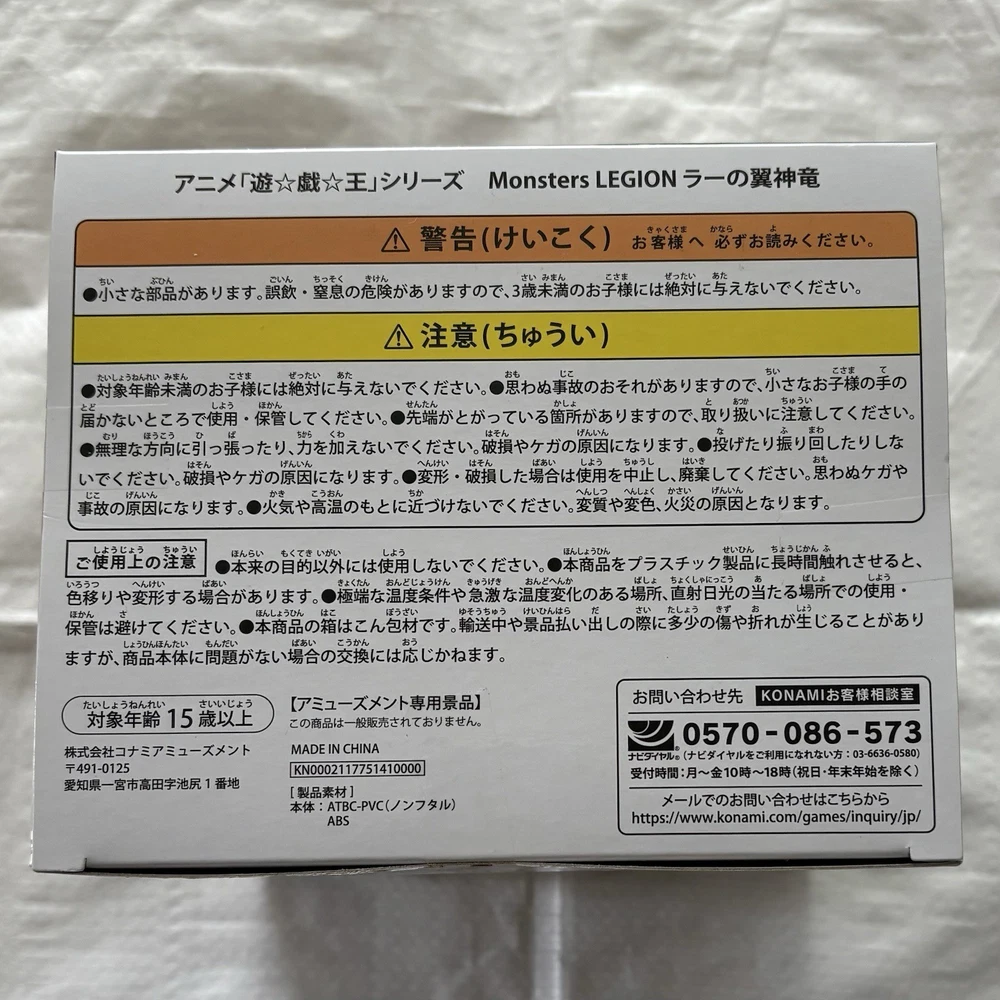 アニメ「遊☆戯☆王」シリーズ　Monsters LEGION ラーの翼神竜
⚠ 警告(けいこく)　お客様へ 必ずお読みください。
●小さな部品があります。誤飲・窒息の危険がありますので、3歳未満のお子様には絶対に与えないでください。
⚠ 注意(ちゅうい)
●対象年齢未満のお子様には絶対に与えないでください。●思わぬ事故のおそれがありますので、小さなお子様の手の
届かないところで使用・保管してください。●先端がとがっている箇所がありますので、取り扱いに注意してください。
●無理な方向に引っ張ったり、力を加えないでください。破損やケガの原因になります。●投げたり振り回したりしな
いでください。破損やケガの原因になります。●変形・破損した場合は使用を中止し、廃棄してください。思わぬケガや
事故の原因になります。●火気や高温のもとに近づけないでください。変質や変色、火災の原因となります。
ご使用上の注意 ●本来の目的以外には使用しないでください。●本商品をプラスチック製品に長時間触れさせると、
色移りや変形する場合があります。●極端な温度条件や急激な温度変化のある場所、直射日光の当たる場所での使用・
保管は避けてください。●本商品の箱はこん包材です。輸送中や景品払い出しの際に多少の傷や折れが生じることがあり
ますが、商品本体に問題がない場合の交換には応じかねます。
対象年齢 15 歳以上
株式会社コナミアミューズメント
〒491-0125
愛知県一宮市高田字池尻1番地
【アミューズメント専用景品】
この商品は一般販売されておりません。
MADE IN CHINA
KN0002117751410000
[製品素材]
本体：ATBC-PVC(ノンフタル)
ABS
お問い合わせ先　KONAMIお客様相談室
ナビダイヤル® 0570-086-573
(ナビダイヤルをご利用になれない方：03-6636-0580)
受付時間：月～金10時～18時(祝日・年末年始を除く)
メールでのお問い合わせはこちらから
https://www.konami.com/games/inquiry/jp/